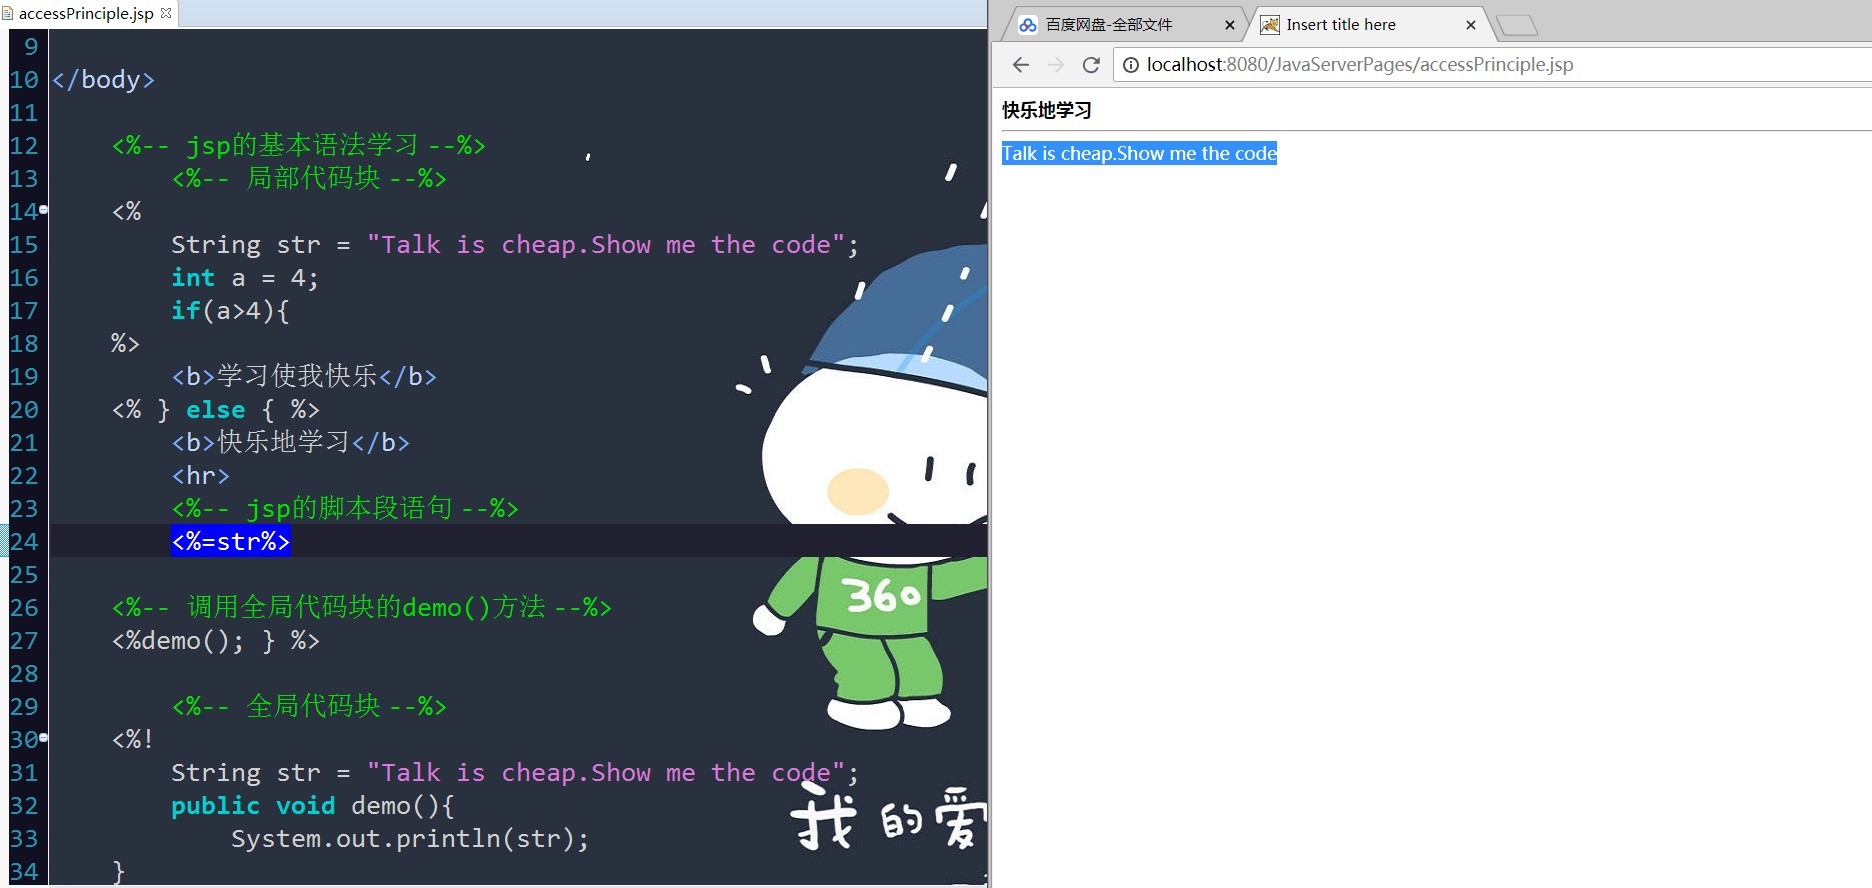 accessPrinciple.jsp
9
10 </body>
11
12 <%-- jsp的基本语法学习 --%>
13 <%-- 局部代码块 --%>
14 <%
15 String str = "Talk is cheap.Show me the code";
16 int a = 4;
17 if(a>4){
18 %>
19 <b>学习使我快乐</b>
20 <% } else { %>
21 <b>快乐地学习</b>
22 <hr>
23 <%-- jsp的脚本段语句 --%>
24 <%=str%>
25
26 <%-- 调用全局代码块的demo()方法 --%>
27 <%demo(); } %>
28
29 <%-- 全局代码块 --%>
30 <%!
31 String str = "Talk is cheap.Show me the code";
32 public void demo(){
33 System.out.println(str);
34 }
360
我的爱
百度网盘-全部文件
Insert title here
localhost:8080/JavaServerPages/accessPrinciple.jsp
快乐地学习
Talk is cheap.Show me the code